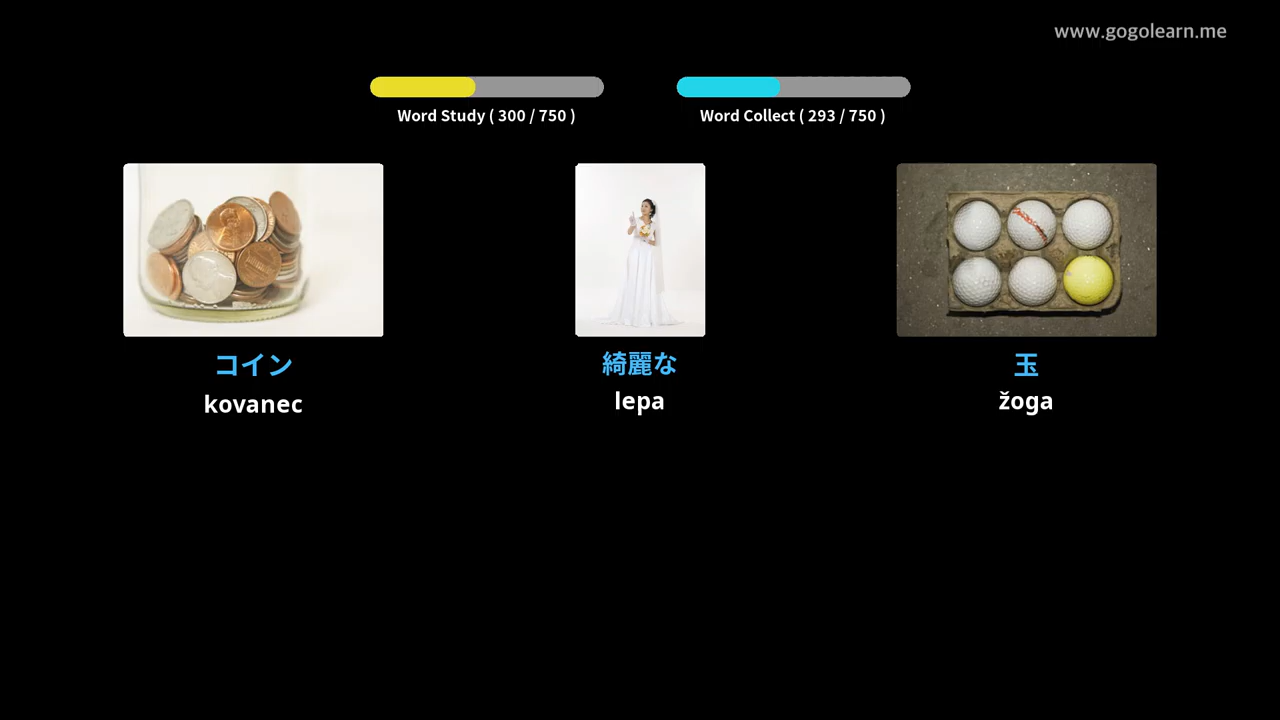 www.gogolearn.me
Word Study ( 300 / 750 )
Word Collect ( 293 / 750 )
コイン
kovanec
綺麗な
lepa
玉
žoga